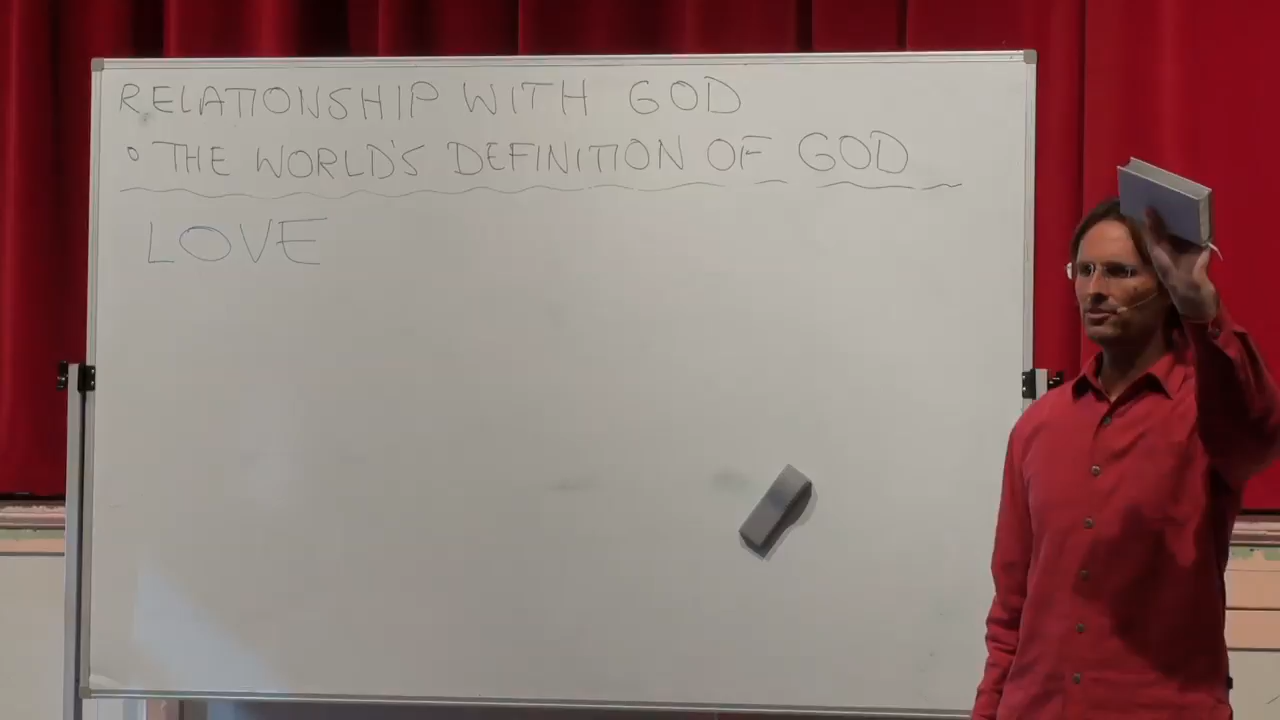 RELATIONSHIP WITH GOD
• THE WORLD'S DEFINITION OF GOD
LOVE